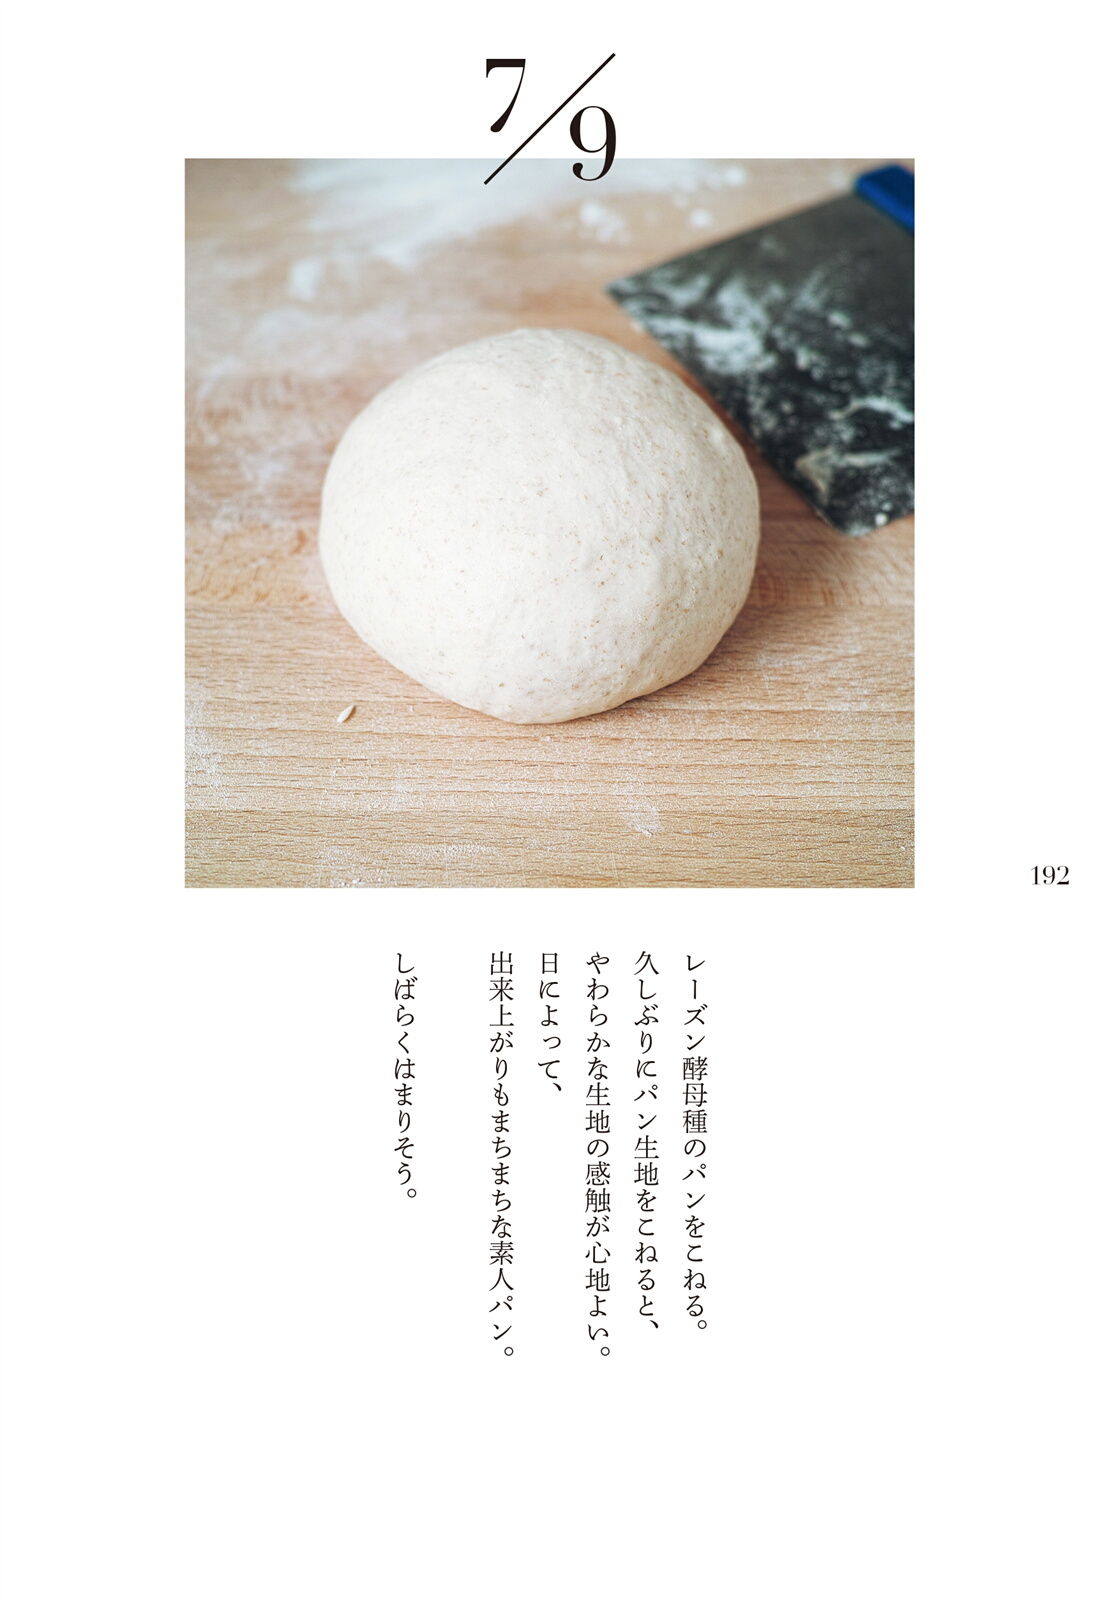 7/9
192
レーズン酵母種のパンをこねる。
久しぶりにパン生地をこねると、
やわらかな生地の感触が心地よい。
日によって、
出来上がりもまちまちな素人パン。
しばらくはまりそう。